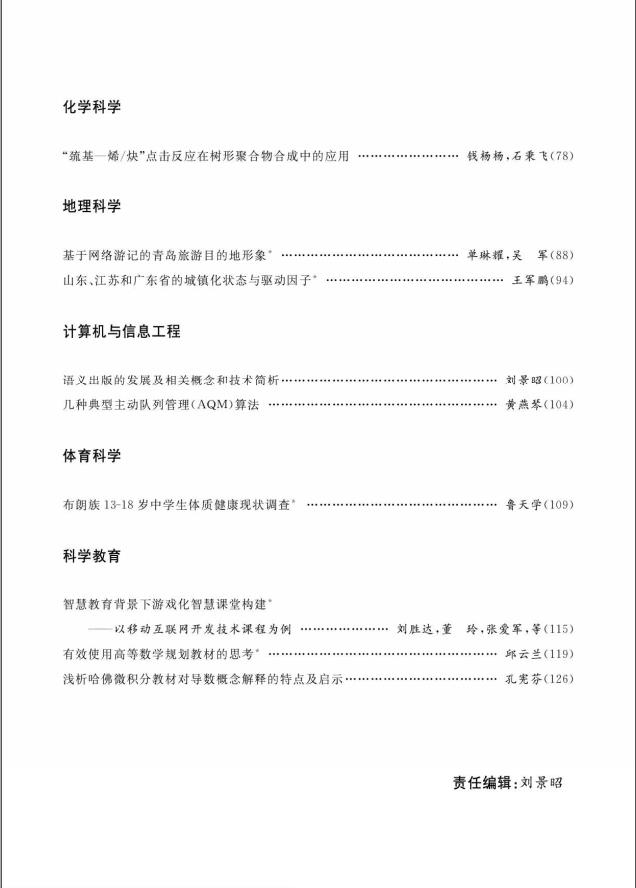 化学科学
“巯基—烯/炔”点击反应在树形聚合物合成中的应用 …………………… 钱杨杨,石秉飞(78)
地理科学
基于网络游记的青岛旅游目的地形象* …………………………………… 单琳耀,吴　军(88)
山东、江苏和广东省的城镇化状态与驱动因子* …………………………………… 王军鹏(94)
计算机与信息工程
语义出版的发展及相关概念和技术简析…………………………………………… 刘景昭(100)
几种典型主动队列管理(AQM)算法 ……………………………………………… 黄燕琴(104)
体育科学
布朗族 13-18 岁中学生体质健康现状调查* ……………………………………… 鲁天学(109)
科学教育
智慧教育背景下游戏化智慧课堂构建*
——以移动互联网开发技术课程为例 ………………… 刘胜达,董　玲,张爱军,等(115)
有效使用高等数学规划教材的思考* ……………………………………………… 邱云兰(119)
浅析哈佛微积分教材对导数概念解释的特点及启示……………………………… 孔宪芬(126)
责任编辑:刘景昭